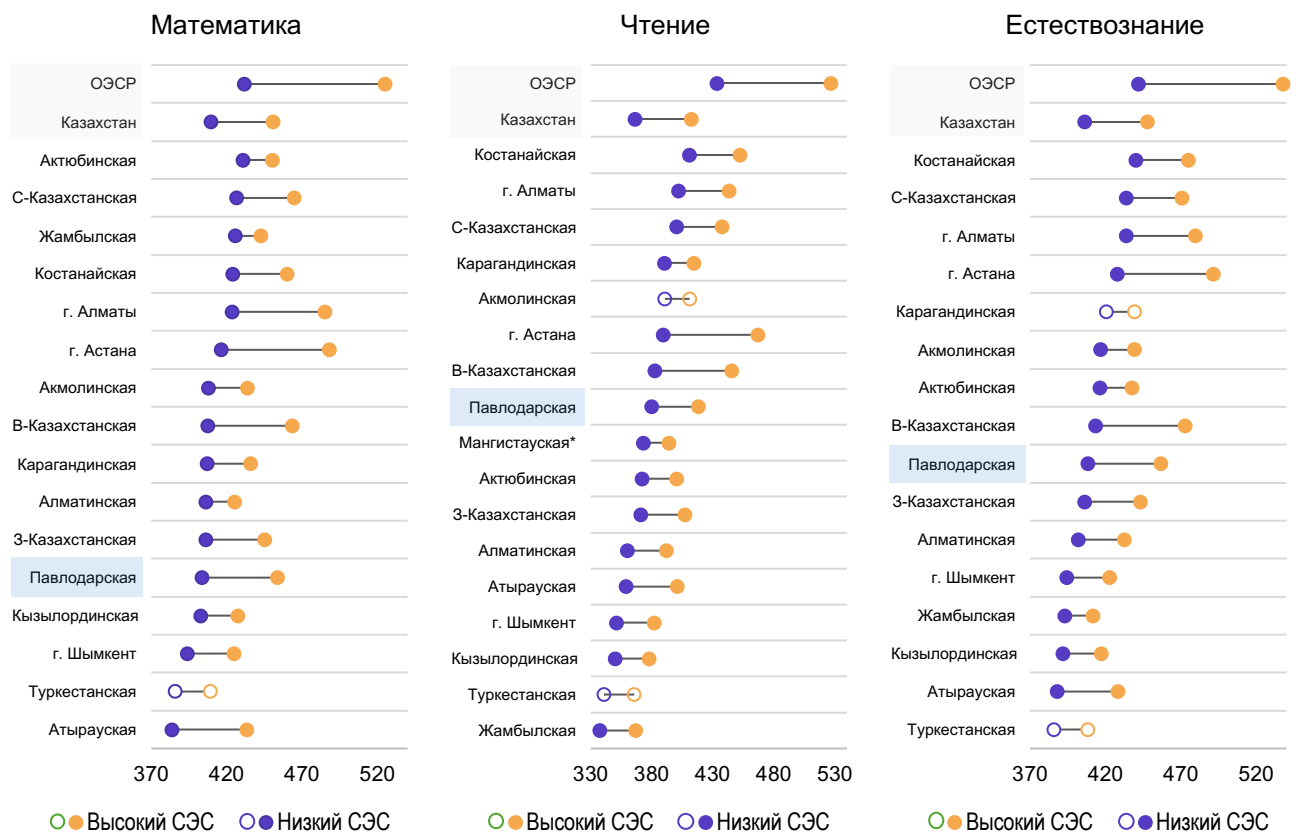 Математика
ОЭСР
Казахстан
Актюбинская
С-Казахстанская
Жамбылская
Костанайская
г. Алматы
г. Астана
Акмолинская
В-Казахстанская
Карагандинская
Алматинская
З-Казахстанская
Павлодарская
Кызылординская
г. Шымкент
Туркестанская
Атырауская
370 420 470 520
Высокий СЭС Низкий СЭС
Чтение
ОЭСР
Казахстан
Костанайская
г. Алматы
С-Казахстанская
Карагандинская
Акмолинская
г. Астана
В-Казахстанская
Павлодарская
Мангистауская*
Актюбинская
З-Казахстанская
Алматинская
Атырауская
г. Шымкент
Кызылординская
Туркестанская
Жамбылская
330 380 430 480 530
Высокий СЭС Низкий СЭС
Естествознание
ОЭСР
Казахстан
Костанайская
С-Казахстанская
г. Алматы
г. Астана
Карагандинская
Акмолинская
Актюбинская
В-Казахстанская
Павлодарская
З-Казахстанская
Алматинская
г. Шымкент
Жамбылская
Кызылординская
Атырауская
Туркестанская
370 420 470 520
Высокий СЭС Низкий СЭС